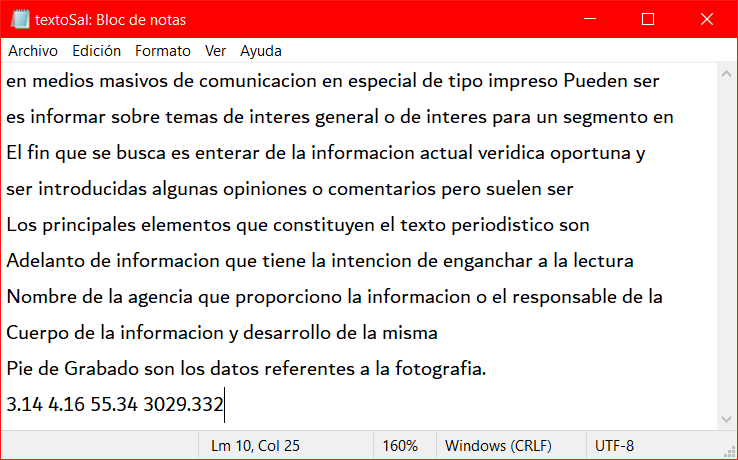 textoSal: Bloc de notas
Archivo Edición Formato Ver Ayuda
en medios masivos de comunicacion en especial de tipo impreso Pueden ser
es informar sobre temas de interes general o de interes para un segmento en
El fin que se busca es enterar de la informacion actual veridica oportuna y
ser introducidas algunas opiniones o comentarios pero suelen ser
Los principales elementos que constituyen el texto periodistico son
Adelanto de informacion que tiene la intencion de enganchar a la lectura
Nombre de la agencia que proporciono la informacion o el responsable de la
Cuerpo de la informacion y desarrollo de la misma
Pie de Grabado son los datos referentes a la fotografia.
3.14 4.16 55.34 3029.332
Lm 10, Col 25 160% Windows (CRLF) UTF-8